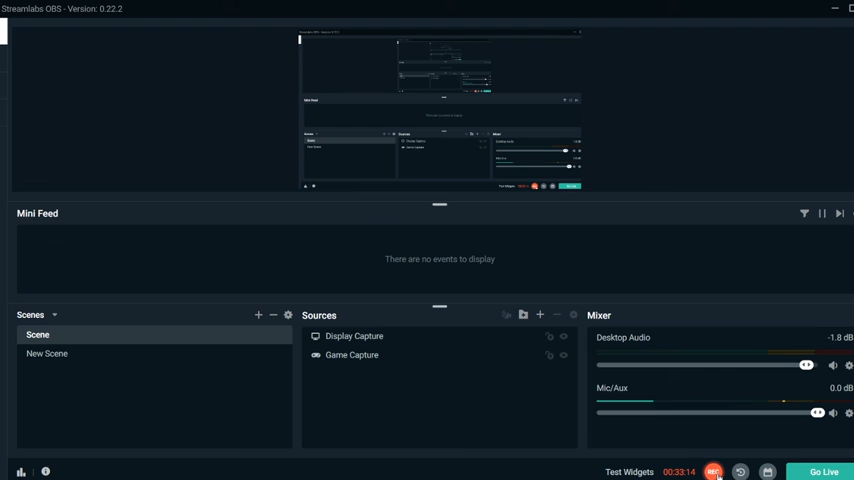 Streamlabs OBS - Version: 0.22.2
Mini Feed
There are no events to display
Scenes
Sources
Mixer
Scene
New Scene
Display Capture
Game Capture
Desktop Audio
-1.8 dB
Mic/Aux
0.0 dB
Test Widgets
00:33:14
REC
Go Live